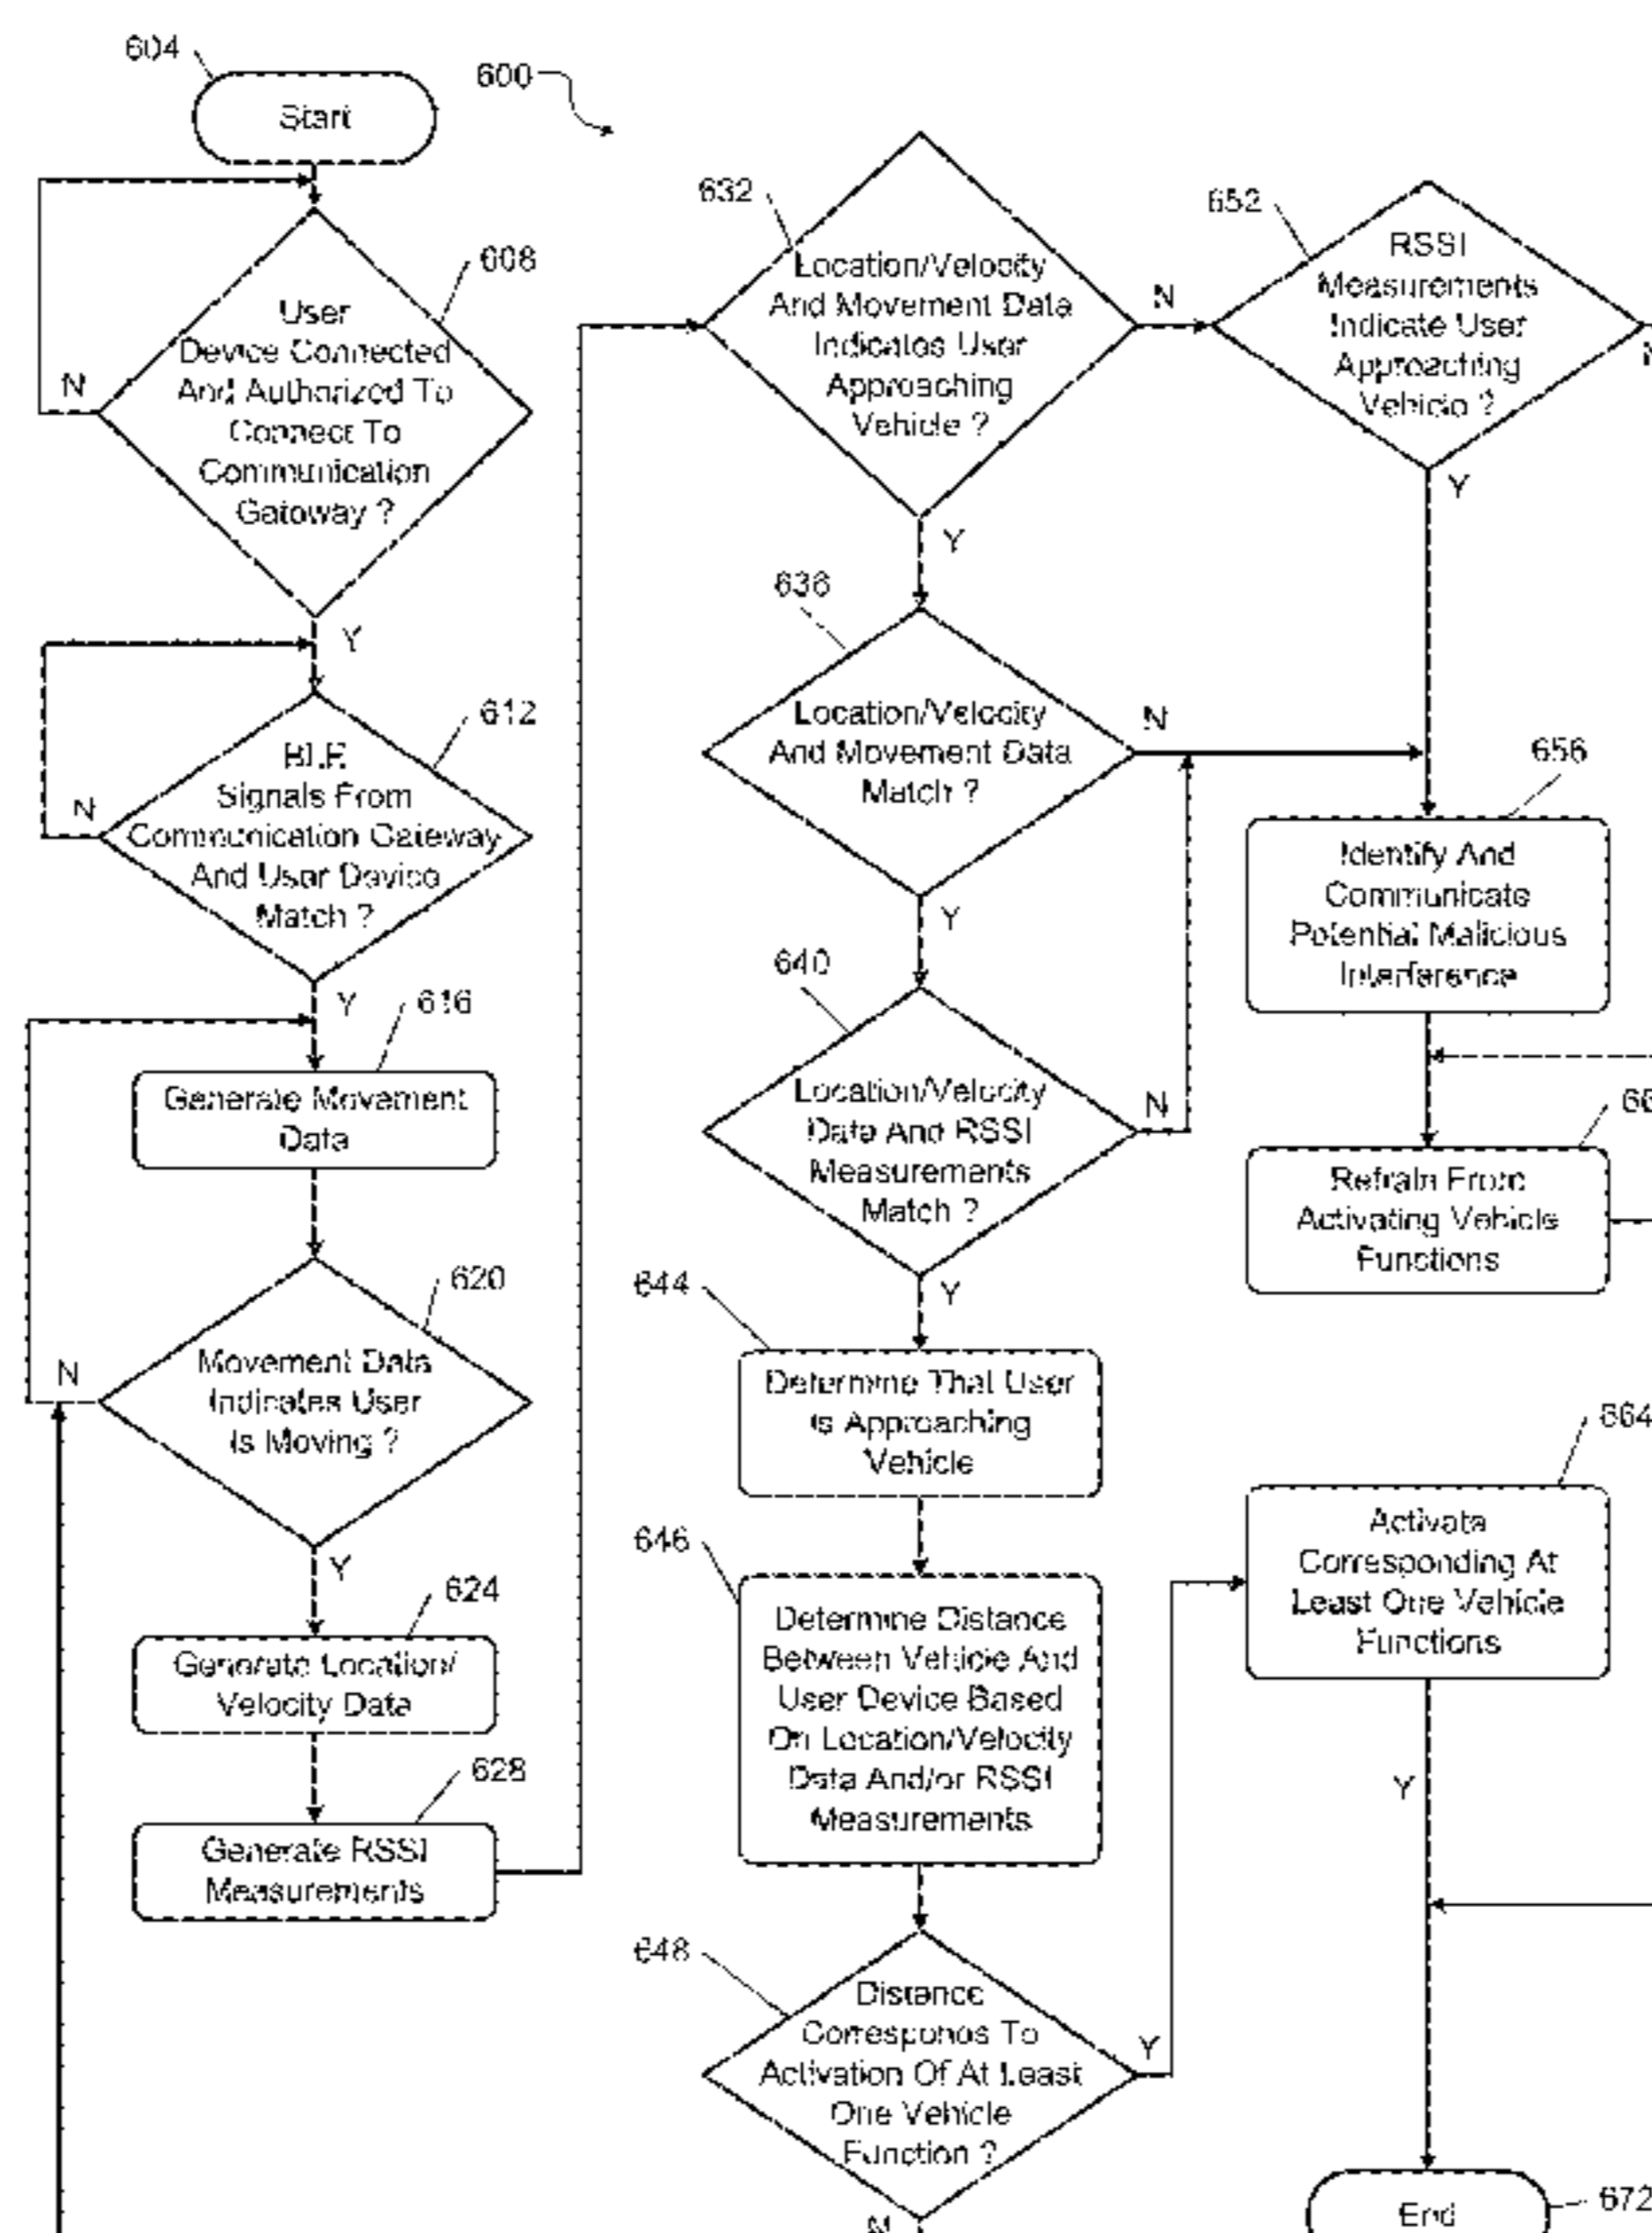 604
Start
600
608
User
Device Connected
And Authorized To
Connect To
Communication
Gateway ?
N
Y
612
BLE
Signals From
Communication Gateway
And User Device
Match ?
N
Y
616
Generate Movement
Data
620
Movement Data
Indicates User
Is Moving ?
N
Y
624
Generate Location/
Velocity Data
628
Generate RSSI
Measurements
632
Location/Velocity
And Movement Data
Indicates User
Approaching
Vehicle ?
N
Y
636
Location/Velocity
And Movement Data
Match ?
N
Y
640
Location/Velocity
Data And RSSI
Measurements
Match ?
N
Y
644
Determine That User
Is Approaching
Vehicle
646
Determine Distance
Between Vehicle And
User Device Based
On Location/Velocity
Data And/or RSSI
Measurements
648
Distance
Corresponds To
Activation Of At Least
One Vehicle
Function ?
Y
N
652
RSSI
Measurements
Indicate User
Approaching
Vehicle ?
Y
656
Identify And
Communicate
Potential Malicious
Interference
Refrain From
Activating Vehicle
Functions
664
Activate
Corresponding At
Least One Vehicle
Functions
Y
End
672